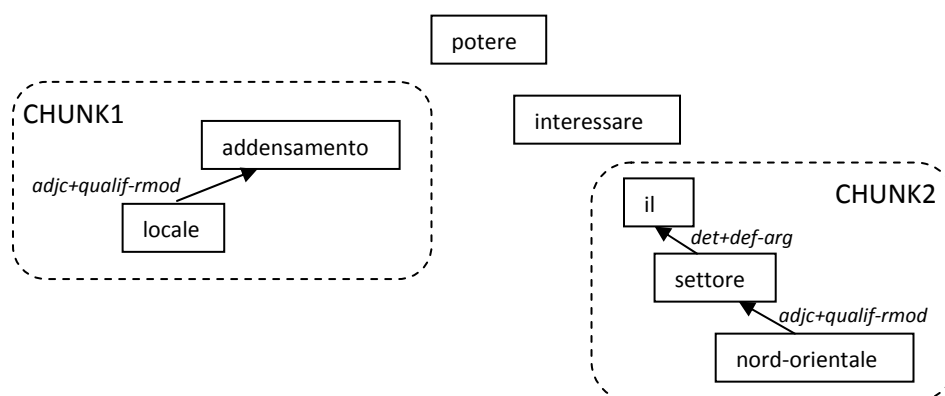 potere
CHUNK1
interessare
addensamento
adjc+qualif-rmod
locale
CHUNK2
il
det+def-arg
settore
adjc+qualif-rmod
nord-orientale